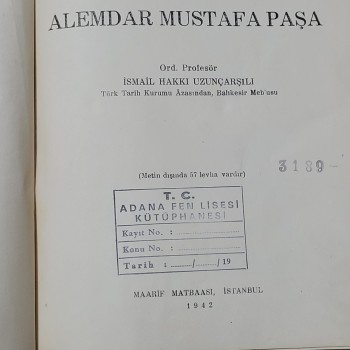 ALEMDAR MUSTAFA PAŞA
Ord. Profesör
İSMAİL HAKKI UZUNÇARŞILI
Türk Tarih Kurumu Âzasından, Balıkesir Meb'usu
(Metin dışında 57 levha vardır)
3189-
T. C.
ADANA FEN LİSESİ
KÜTÜPHANESİ
Kayıt No. :
Konu No. :
Tarih : ...../...../ 19
MAARİF MATBAASI, İSTANBUL
1942